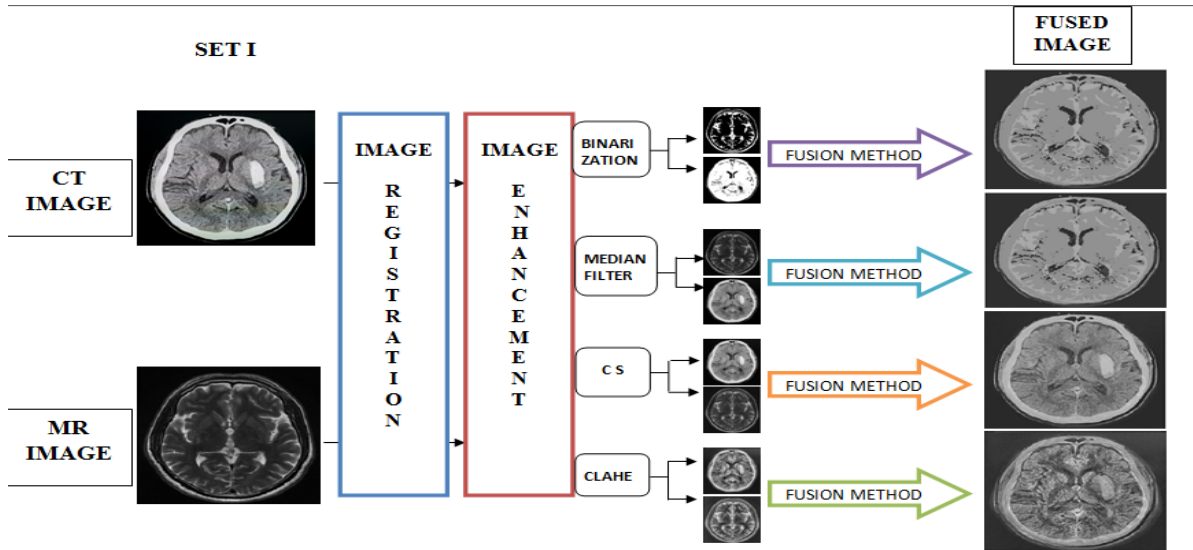 SET I
FUSED
IMAGE
CT
IMAGE
MR
IMAGE
IMAGE
R
E
G
I
S
T
R
A
T
I
O
N
IMAGE
E
N
H
A
N
C
E
M
E
N
T
BINARI
ZATION
MEDIAN
FILTER
C S
CLAHE
FUSION METHOD
FUSION METHOD
FUSION METHOD
FUSION METHOD